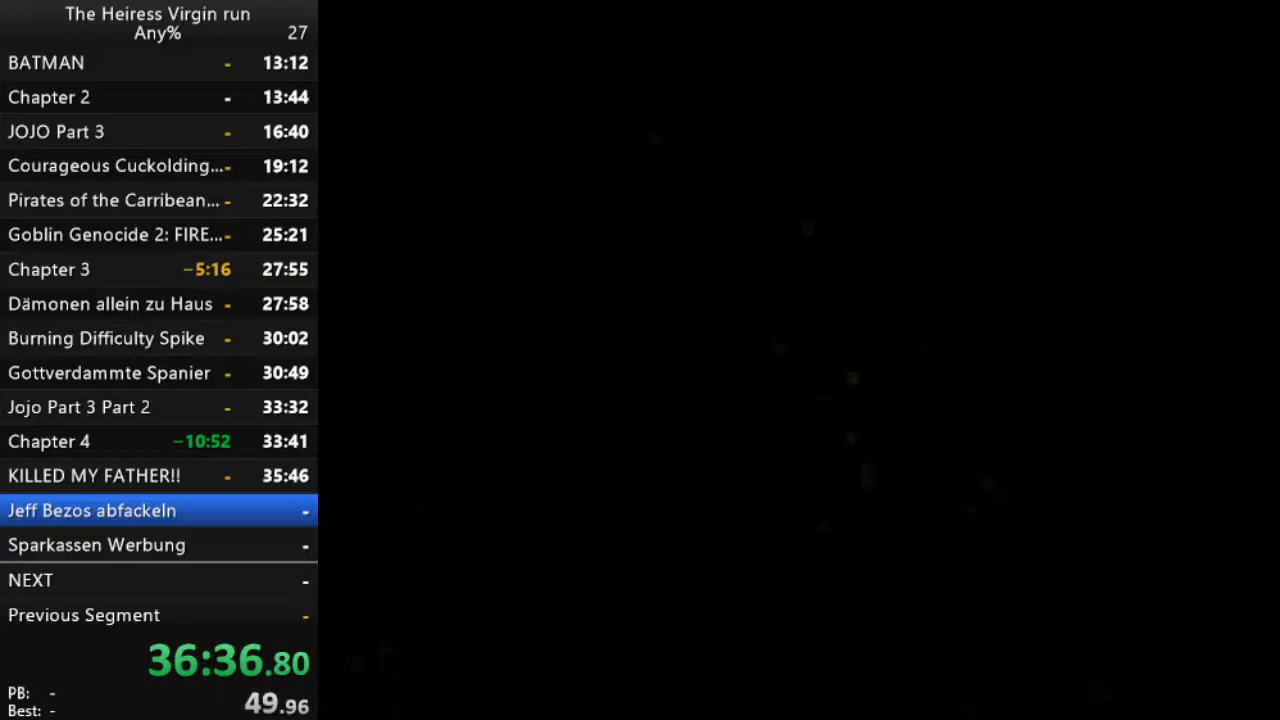 The Heiress Virgin run
Any% 27
BATMAN - 13:12
Chapter 2 - 13:44
JOJO Part 3 - 16:40
Courageous Cuckolding...- 19:12
Pirates of the Carribean... - 22:32
Goblin Genocide 2: FIRE...- 25:21
Chapter 3 −5:16 27:55
Dämonen allein zu Haus - 27:58
Burning Difficulty Spike - 30:02
Gottverdammte Spanier - 30:49
Jojo Part 3 Part 2 - 33:32
Chapter 4 −10:52 33:41
KILLED MY FATHER!! - 35:46
Jeff Bezos abfackeln -
Sparkassen Werbung -
NEXT -
Previous Segment -
36:36.80
PB: -
Best: - 49.96